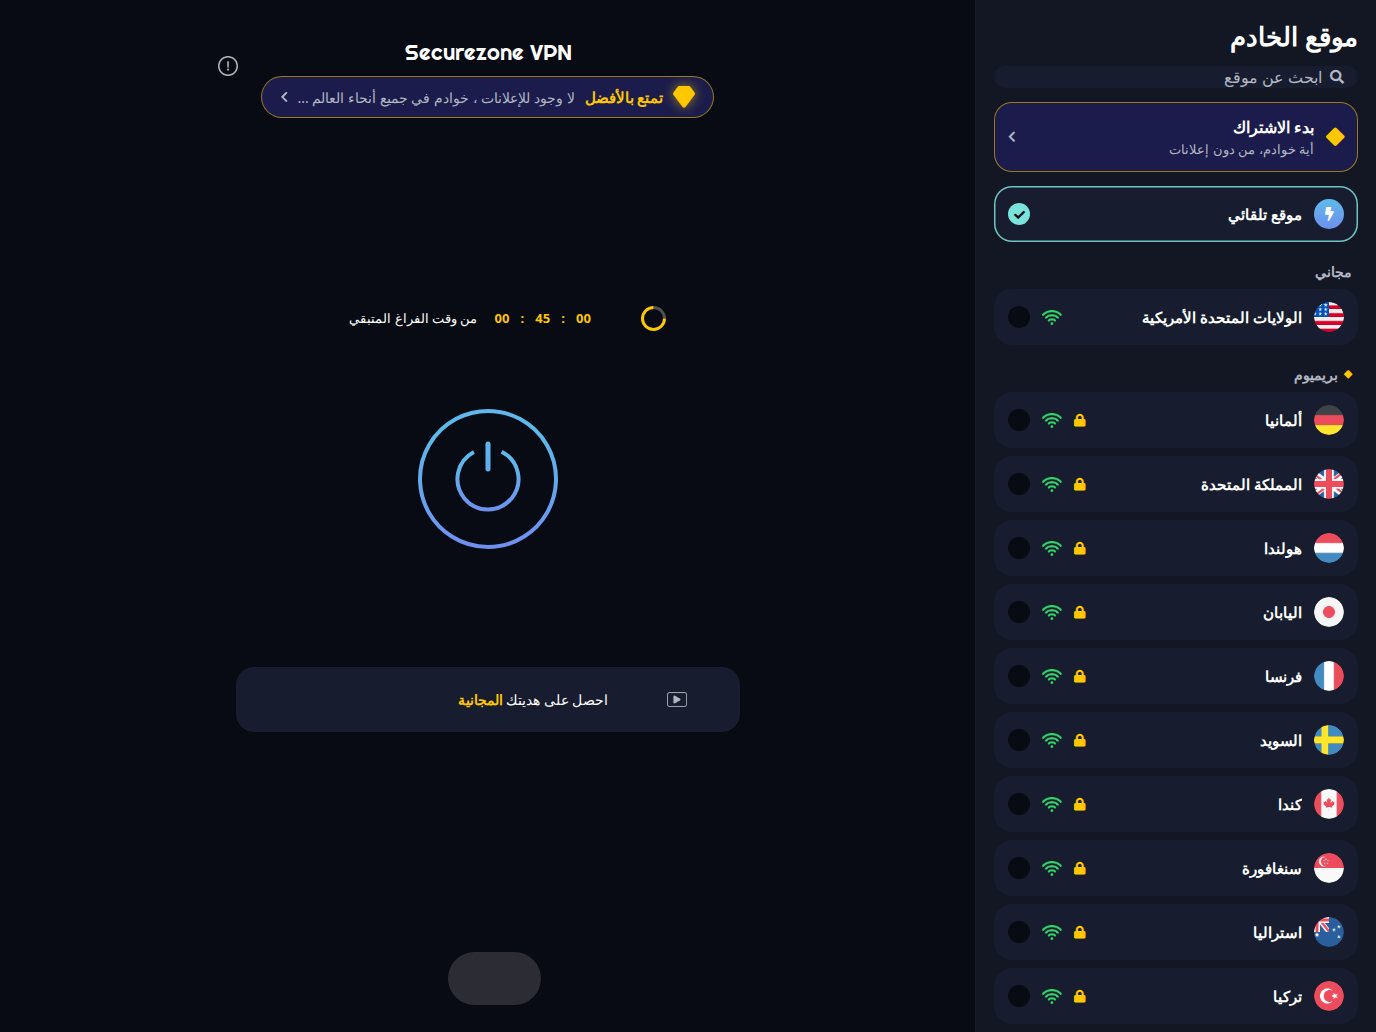 موقع الخادم
ابحث عن موقع
بدء الاشتراك
أية خوادم، من دون إعلانات
موقع تلقائي
مجاني
الولايات المتحدة الأمريكية
بريميوم
ألمانيا
المملكة المتحدة
هولندا
اليابان
فرنسا
السويد
كندا
سنغافورة
استراليا
تركيا
Securezone VPN
تمتع بالأفضل لا وجود للإعلانات ، خوادم في جميع أنحاء العالم ...
00 : 45 : 00 من وقت الفراغ المتبقي
احصل على هديتك المجانية